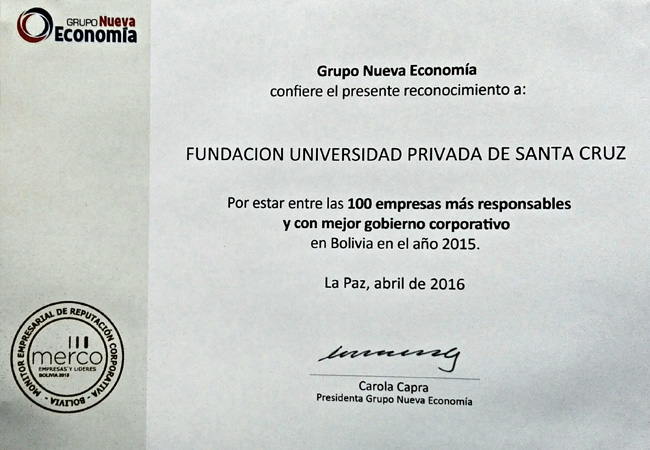 GRUPO Nueva
Economía
Grupo Nueva Economía
confiere el presente reconocimiento a:
FUNDACION UNIVERSIDAD PRIVADA DE SANTA CRUZ
Por estar entre las 100 empresas más responsables
y con mejor gobierno corporativo
en Bolivia en el año 2015.
La Paz, abril de 2016
MONITOR EMPRESARIAL DE REPUTACIÓN CORPORATIVA - BOLIVIA -
merco
EMPRESAS Y LIDERES
BOLIVIA 2015
Carola Capra
Presidenta Grupo Nueva Economía